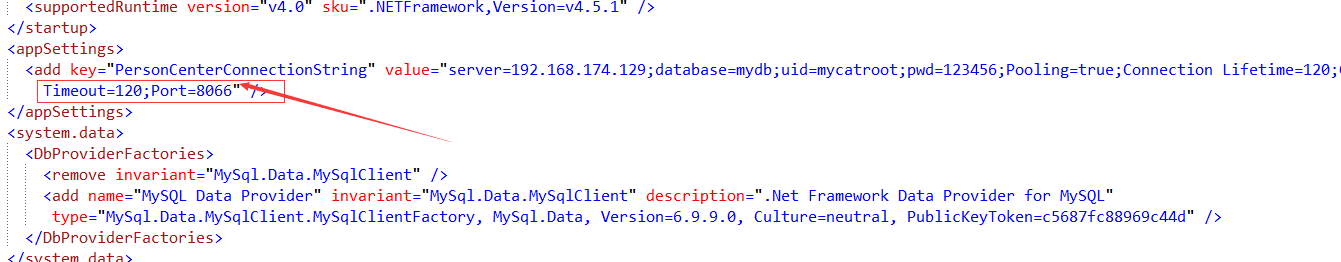 <supportedRuntime version="v4.0" sku=".NETFramework,Version=v4.5.1" />
</startup>
<appSettings>
<add key="PersonCenterConnectionString" value="server=192.168.174.129;database=mydb;uid=mycatroot;pwd=123456;Pooling=true;Connection Lifetime=120;
Timeout=120;Port=8066" />
</appSettings>
<system.data>
<DbProviderFactories>
<remove invariant="MySql.Data.MySqlClient" />
<add name="MySQL Data Provider" invariant="MySql.Data.MySqlClient" description=".Net Framework Data Provider for MySQL"
type="MySql.Data.MySqlClient.MySqlClientFactory, MySql.Data, Version=6.9.9.0, Culture=neutral, PublicKeyToken=c5687fc88969c44d" />
</DbProviderFactories>
</system.data>